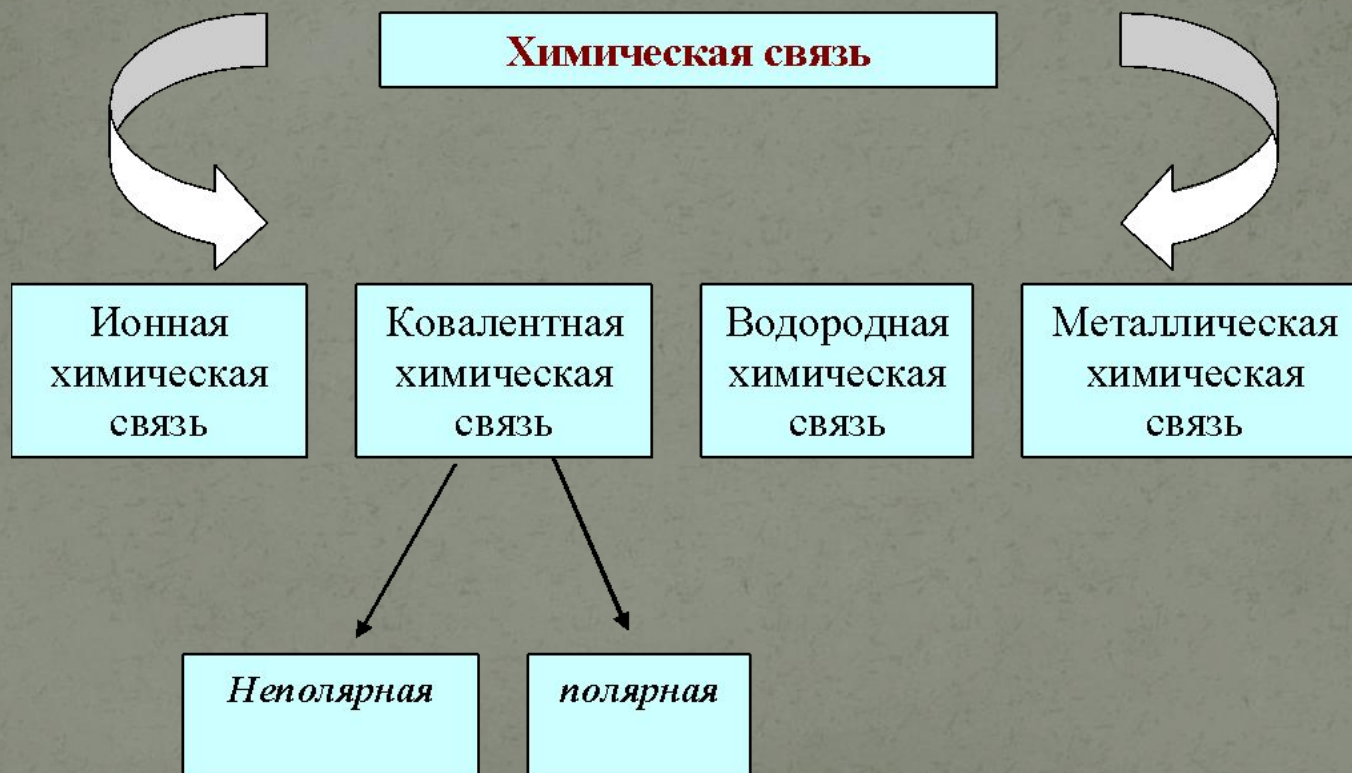 Химическая связь
Ионная
химическая
связь
Ковалентная
химическая
связь
Водородная
химическая
связь
Металлическая
химическая
связь
Неполярная
полярная